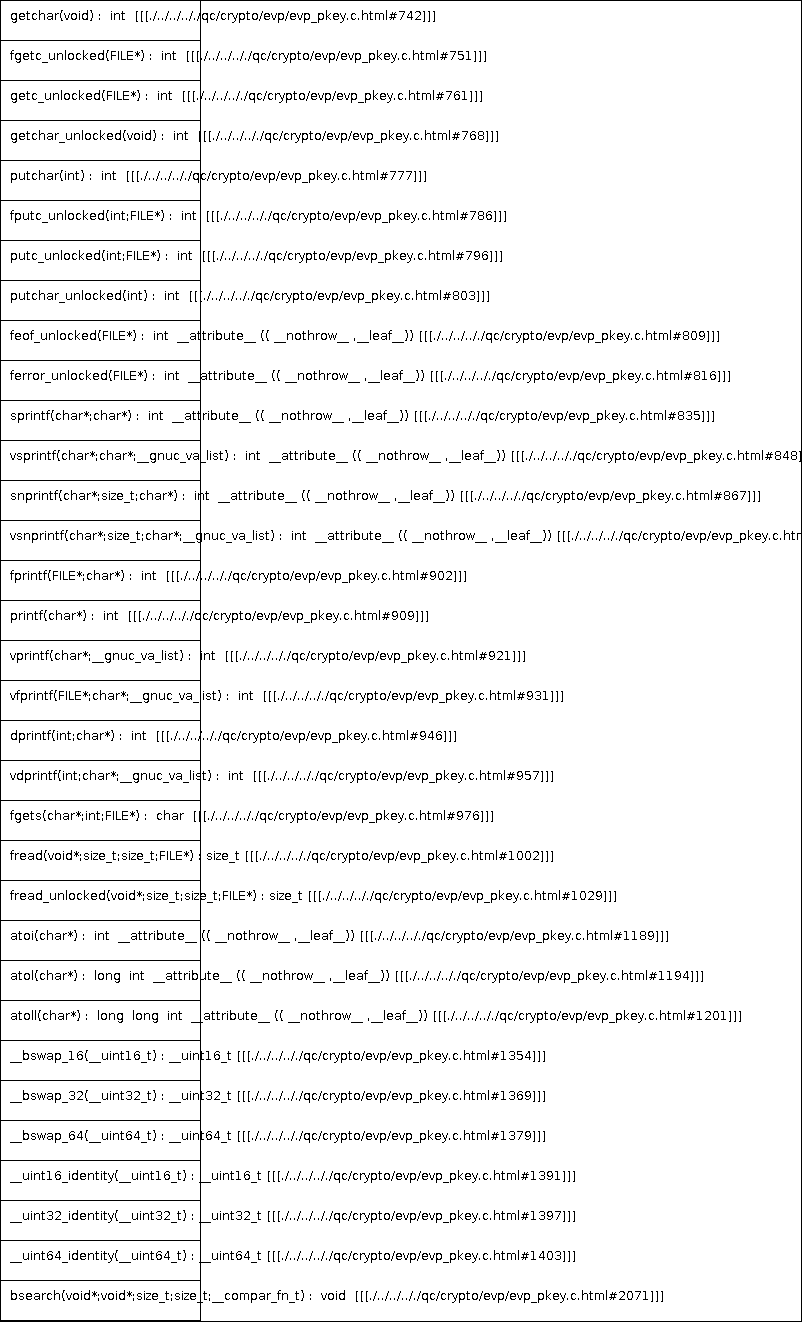 getchar(void) :  int  [[[./../../../../qc/crypto/evp/evp_pkey.c.html#742]]]
fgetc_unlocked(FILE*) :  int  [[[./../../../../qc/crypto/evp/evp_pkey.c.html#751]]]
getc_unlocked(FILE*) :  int  [[[./../../../../qc/crypto/evp/evp_pkey.c.html#761]]]
getchar_unlocked(void) :  int  [[[./../../../../qc/crypto/evp/evp_pkey.c.html#768]]]
putchar(int) :  int  [[[./../../../../qc/crypto/evp/evp_pkey.c.html#777]]]
fputc_unlocked(int;FILE*) :  int  [[[./../../../../qc/crypto/evp/evp_pkey.c.html#786]]]
putc_unlocked(int;FILE*) :  int  [[[./../../../../qc/crypto/evp/evp_pkey.c.html#796]]]
putchar_unlocked(int) :  int  [[[./../../../../qc/crypto/evp/evp_pkey.c.html#803]]]
feof_unlocked(FILE*) :  int  __attribute__ (( __nothrow__ ,__leaf__)) [[[./../../../../qc/crypto/evp/evp_pkey.c.html#809]]]
ferror_unlocked(FILE*) :  int  __attribute__ (( __nothrow__ ,__leaf__)) [[[./../../../../qc/crypto/evp/evp_pkey.c.html#816]]]
sprintf(char*;char*) :  int  __attribute__ (( __nothrow__ ,__leaf__)) [[[./../../../../qc/crypto/evp/evp_pkey.c.html#835]]]
vsprintf(char*;char*;__gnuc_va_list) :  int  __attribute__ (( __nothrow__ ,__leaf__)) [[[./../../../../qc/crypto/evp/evp_pkey.c.html#848]
snprintf(char*;size_t;char*) :  int  __attribute__ (( __nothrow__ ,__leaf__)) [[[./../../../../qc/crypto/evp/evp_pkey.c.html#867]]]
vsnprintf(char*;size_t;char*;__gnuc_va_list) :  int  __attribute__ (( __nothrow__ ,__leaf__)) [[[./../../../../qc/crypto/evp/evp_pkey.c.htr
fprintf(FILE*;char*) :  int  [[[./../../../../qc/crypto/evp/evp_pkey.c.html#902]]]
printf(char*) :  int  [[[./../../../../qc/crypto/evp/evp_pkey.c.html#909]]]
vprintf(char*;__gnuc_va_list) :  int  [[[./../../../../qc/crypto/evp/evp_pkey.c.html#921]]]
vfprintf(FILE*;char*;__gnuc_va_list) :  int  [[[./../../../../qc/crypto/evp/evp_pkey.c.html#931]]]
dprintf(int;char*) :  int  [[[./../../../../qc/crypto/evp/evp_pkey.c.html#946]]]
vdprintf(int;char*;__gnuc_va_list) :  int  [[[./../../../../qc/crypto/evp/evp_pkey.c.html#957]]]
fgets(char*;int;FILE*) :  char  [[[./../../../../qc/crypto/evp/evp_pkey.c.html#976]]]
fread(void*;size_t;size_t;FILE*) : size_t [[[./../../../../qc/crypto/evp/evp_pkey.c.html#1002]]]
fread_unlocked(void*;size_t;size_t;FILE*) : size_t [[[./../../../../qc/crypto/evp/evp_pkey.c.html#1029]]]
atoi(char*) :  int  __attribute__ (( __nothrow__ ,__leaf__)) [[[./../../../../qc/crypto/evp/evp_pkey.c.html#1189]]]
atol(char*) :  long  int  __attribute__ (( __nothrow__ ,__leaf__)) [[[./../../../../qc/crypto/evp/evp_pkey.c.html#1194]]]
atoll(char*) :  long  long  int  __attribute__ (( __nothrow__ ,__leaf__)) [[[./../../../../qc/crypto/evp/evp_pkey.c.html#1201]]]
__bswap_16(__uint16_t) : __uint16_t [[[./../../../../qc/crypto/evp/evp_pkey.c.html#1354]]]
__bswap_32(__uint32_t) : __uint32_t [[[./../../../../qc/crypto/evp/evp_pkey.c.html#1369]]]
__bswap_64(__uint64_t) : __uint64_t [[[./../../../../qc/crypto/evp/evp_pkey.c.html#1379]]]
__uint16_identity(__uint16_t) : __uint16_t [[[./../../../../qc/crypto/evp/evp_pkey.c.html#1391]]]
__uint32_identity(__uint32_t) : __uint32_t [[[./../../../../qc/crypto/evp/evp_pkey.c.html#1397]]]
__uint64_identity(__uint64_t) : __uint64_t [[[./../../../../qc/crypto/evp/evp_pkey.c.html#1403]]]
bsearch(void*;void*;size_t;size_t;__compar_fn_t) :  void  [[[./../../../../qc/crypto/evp/evp_pkey.c.html#2071]]]